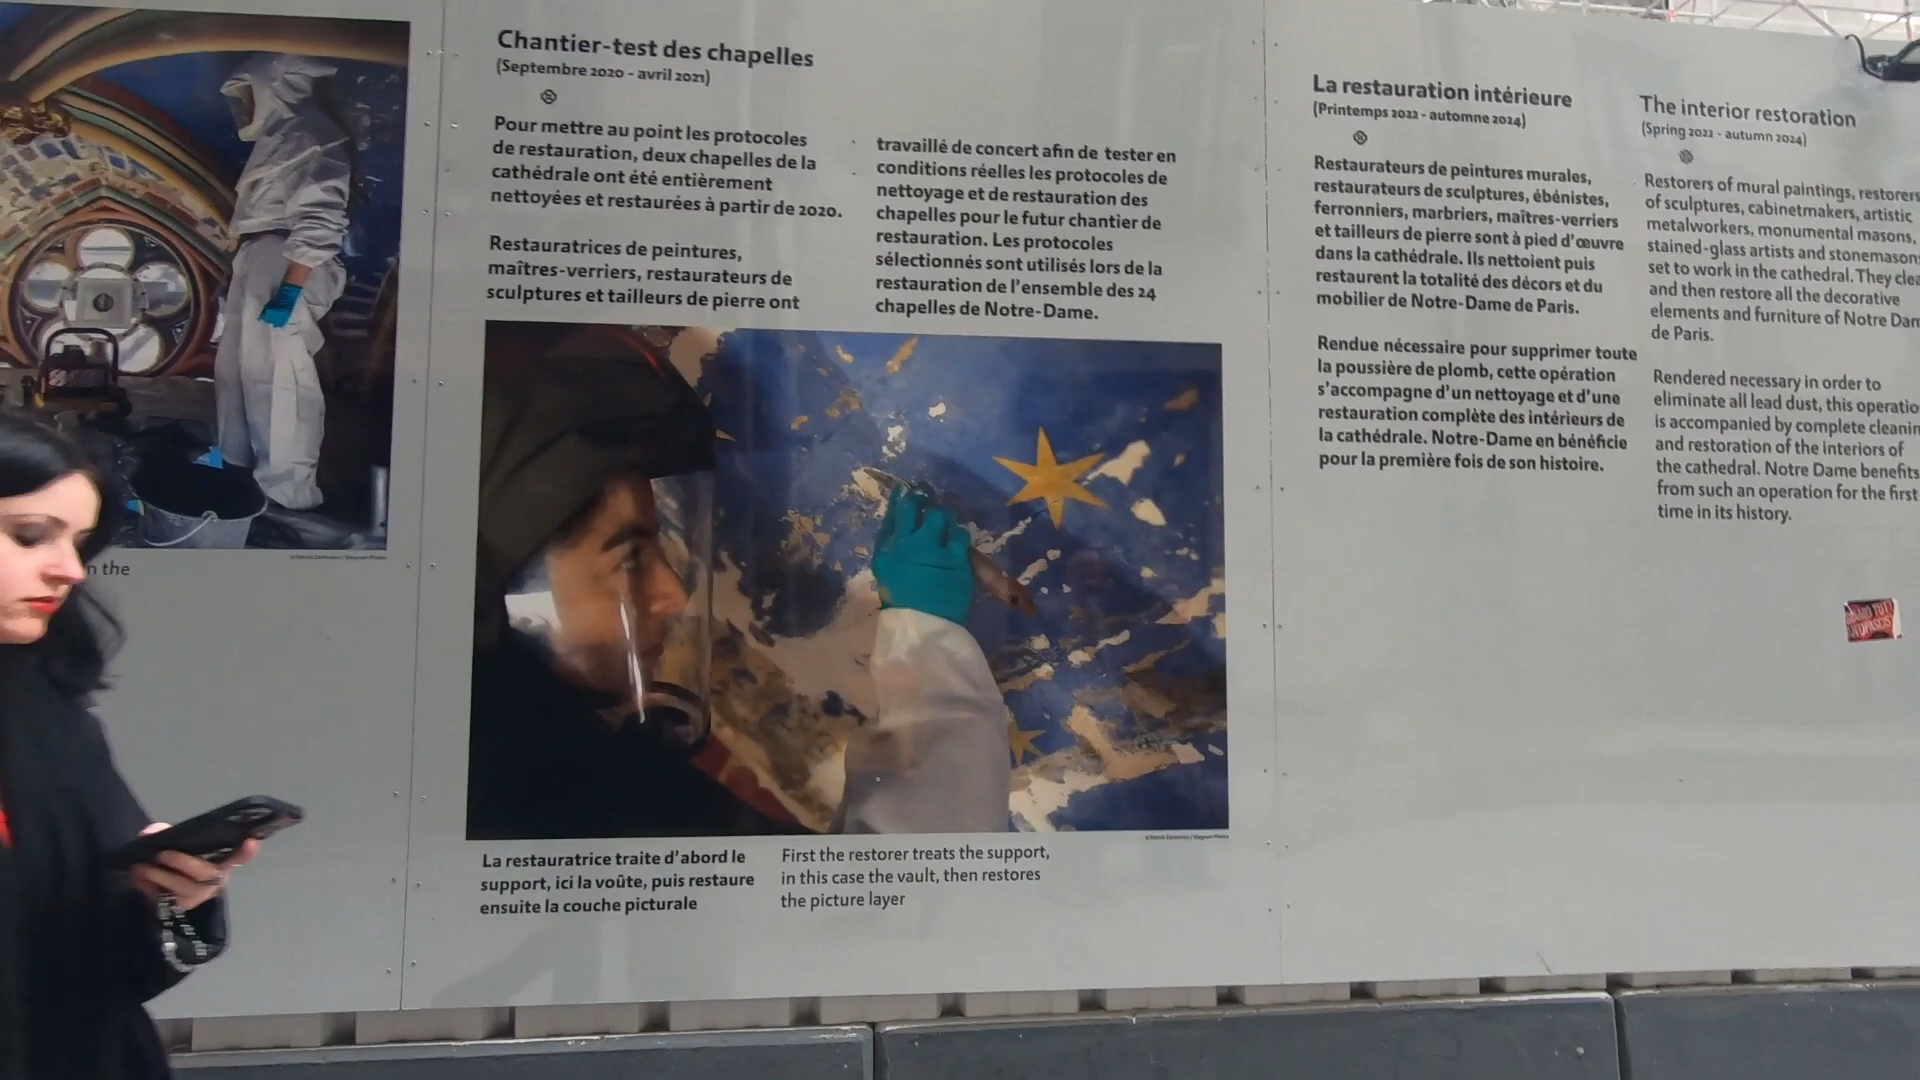 n the
Chantier-test des chapelles
(Septembre 2020 - avril 2021)
Pour mettre au point les protocoles
de restauration, deux chapelles de la
cathédrale ont été entièrement
nettoyées et restaurées à partir de 2020.
Restauratrices de peintures,
maîtres-verriers, restaurateurs de
sculptures et tailleurs de pierre ont
travaillé de concert afin de tester en
conditions réelles les protocoles de
nettoyage et de restauration des
chapelles pour le futur chantier de
restauration. Les protocoles
sélectionnés sont utilisés lors de la
restauration de l'ensemble des 24
chapelles de Notre-Dame.
La restauratrice traite d'abord le
support, ici la voûte, puis restaure
ensuite la couche picturale
First the restorer treats the support,
in this case the vault, then restores
the picture layer
La restauration intérieure
(Printemps 2022 - automne 2024)
Restaurateurs de peintures murales,
restaurateurs de sculptures, ébénistes,
ferronniers, marbriers, maîtres-verriers
et tailleurs de pierre sont à pied d'œuvre
dans la cathédrale. Ils nettoient puis
restaurent la totalité des décors et du
mobilier de Notre-Dame de Paris.
Rendue nécessaire pour supprimer toute
la poussière de plomb, cette opération
s'accompagne d'un nettoyage et d'une
restauration complète des intérieurs de
la cathédrale. Notre-Dame en bénéficie
pour la première fois de son histoire.
The interior restoration
(Spring 2022 - autumn 2024)
Restorers of mural paintings, restorers
of sculptures, cabinetmakers, artistic
metalworkers, monumental masons,
stained-glass artists and stonemasons
set to work in the cathedral. They clea
and then restore all the decorative
elements and furniture of Notre Dam
de Paris.
Rendered necessary in order to
eliminate all lead dust, this operatio
is accompanied by complete cleanin
and restoration of the interiors of
the cathedral. Notre Dame benefits
from such an operation for the first
time in its history.